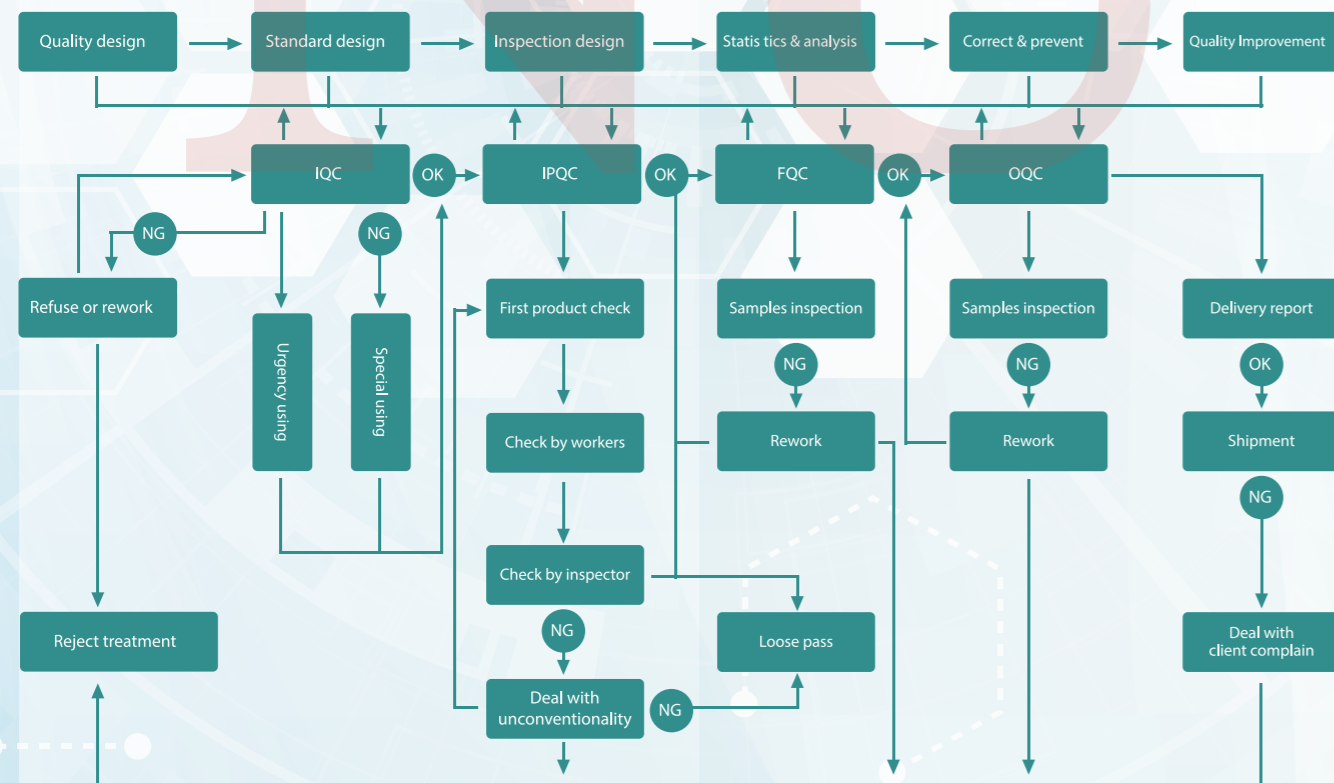 Quality design
Standard design
Inspection design
Statis tics & analysis
Correct & prevent
Quality Improvement
IQC
OK
IPQC
OK
FQC
OK
OQC
NG
NG
Refuse or rework
First product check
Samples inspection
Samples inspection
Delivery report
Urgency using
Special using
NG
NG
OK
Check by workers
Rework
Rework
Shipment
NG
Check by inspector
NG
Reject treatment
Loose pass
Deal with
client complain
Deal with
unconventionality
NG